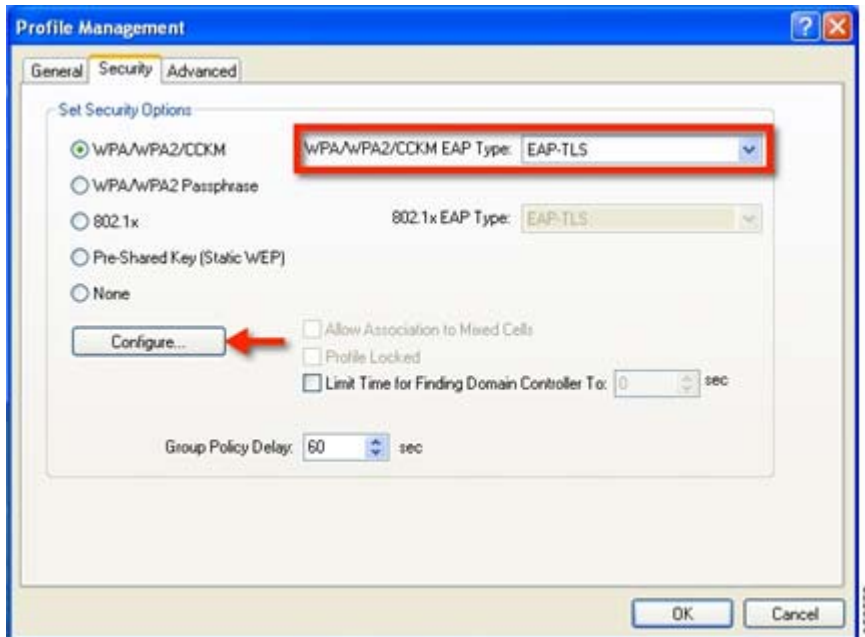 Profile Management
General Security Advanced
Set Security Options
WPA/WPA2/CCKM
WPA/WPA2/CCKM EAP Type: EAP-TLS
WPA/WPA2 Passphrase
802.1x
802.1x EAP Type: EAP-TLS
Pre-Shared Key (Static WEP)
None
Configure...
Allow Association to Mixed Cells
Profile Locked
Limit Time for Finding Domain Controller To: 0 sec
Group Policy Delay: 60 sec
OK Cancel